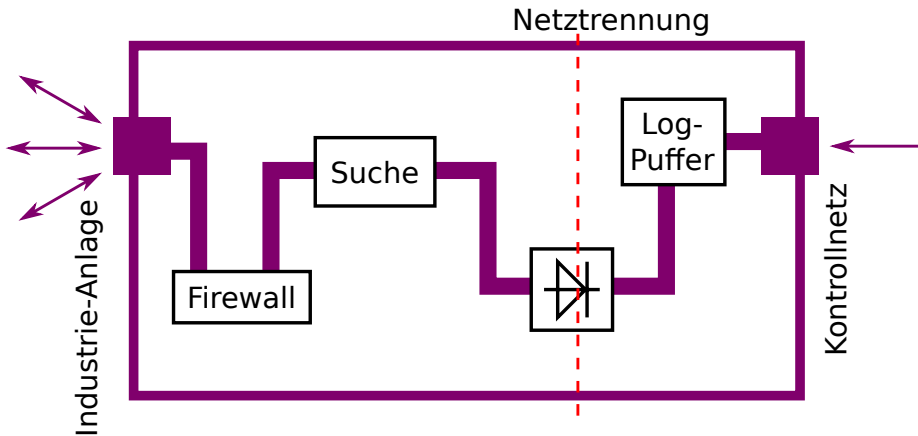 Netztrennung
Log-
Puffer
Suche
Firewall
Industrie-Anlage
Kontrollnetz